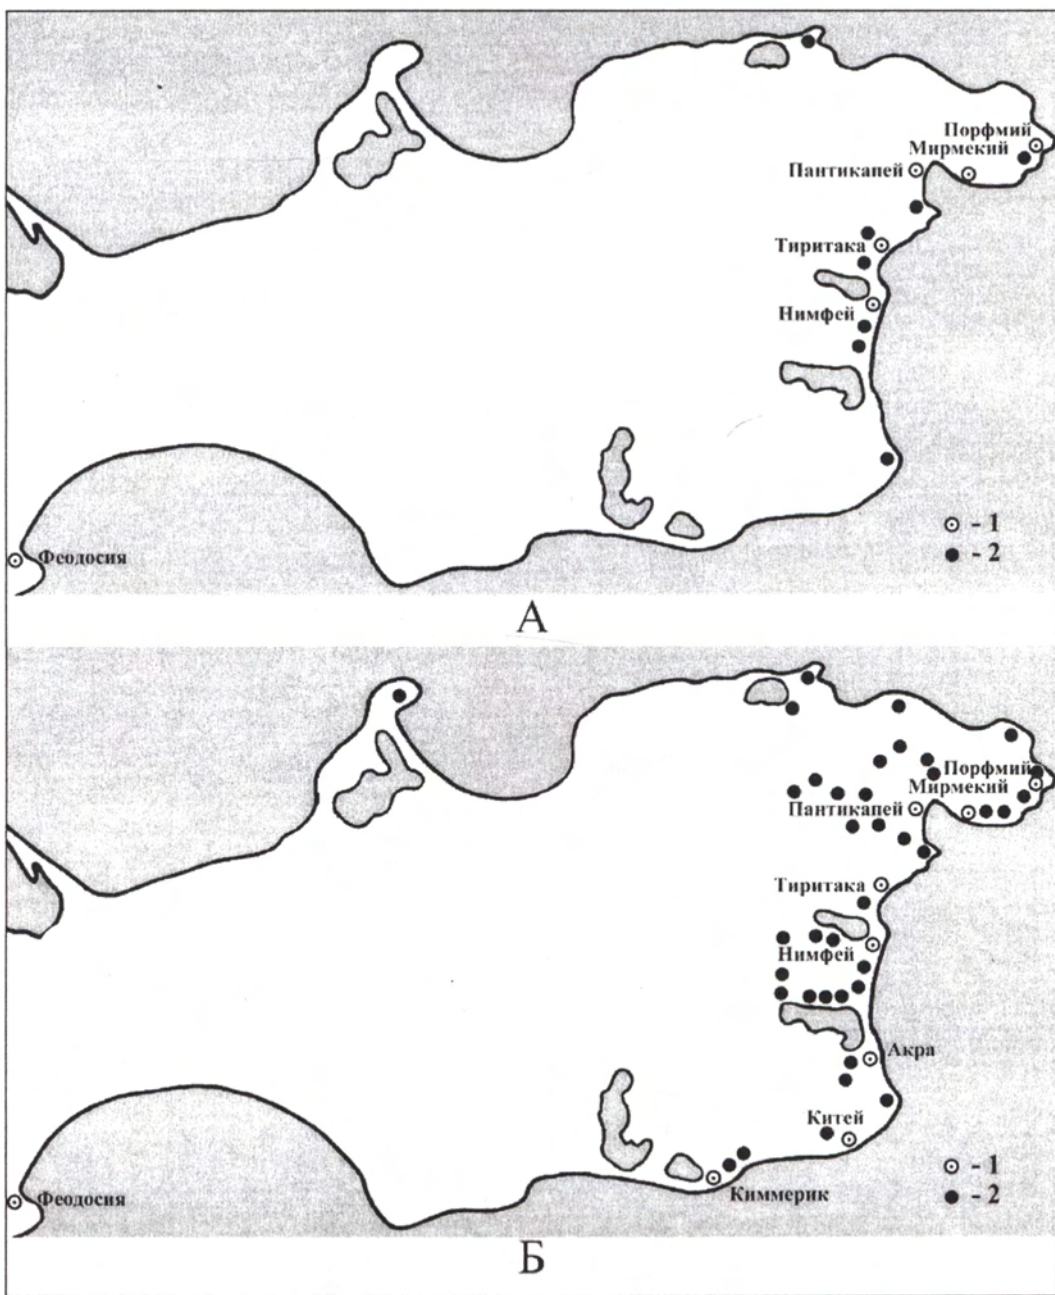 Порфмий
Мирмекий
Пантикапей
Тиритака
Нимфей
Феодосия
- 1
- 2
А
Порфмий
Мирмекий
Пантикапей
Тиритака
Нимфей
Акра
Китей
Киммерик
Феодосия
- 1
- 2
Б